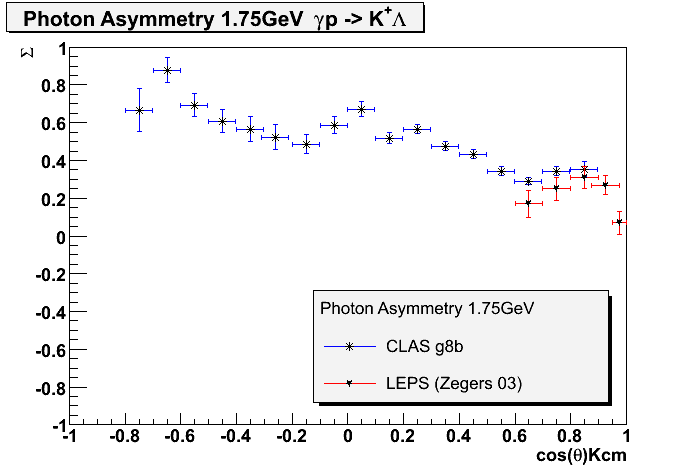 Photon Asymmetry 1.75GeV γp -> K⁺Λ
Σ
1
0.8
0.6
0.4
0.2
0
-0.2
-0.4
-0.6
-0.8
-1
Photon Asymmetry 1.75GeV
CLAS g8b
LEPS (Zegers 03)
-1 -0.8 -0.6 -0.4 -0.2 0 0.2 0.4 0.6 0.8 1
cos(θ)Kcm